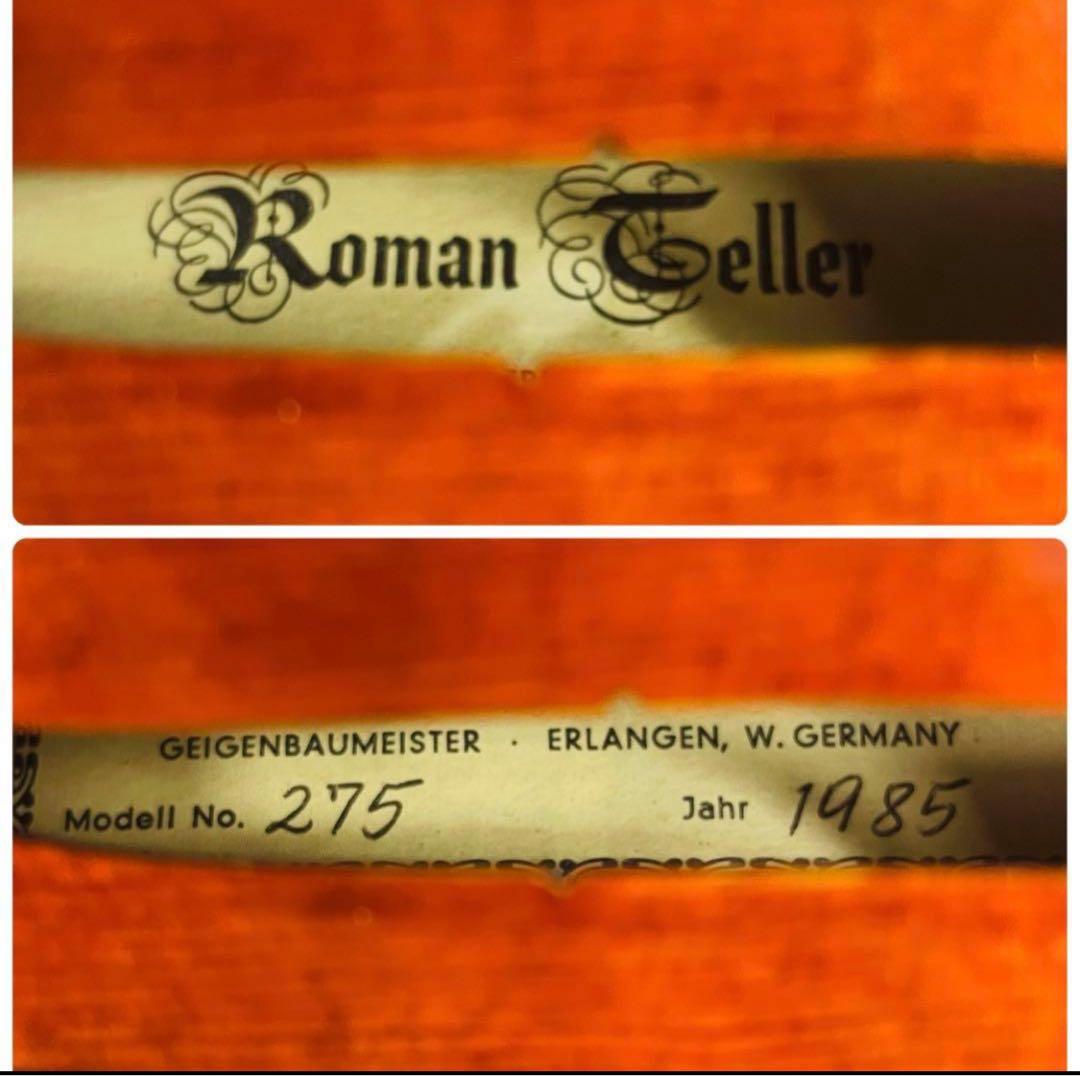 Roman Teller
GEIGENBAUMEISTER · ERLANGEN, W. GERMANY
Modell No. 275 Jahr 1985